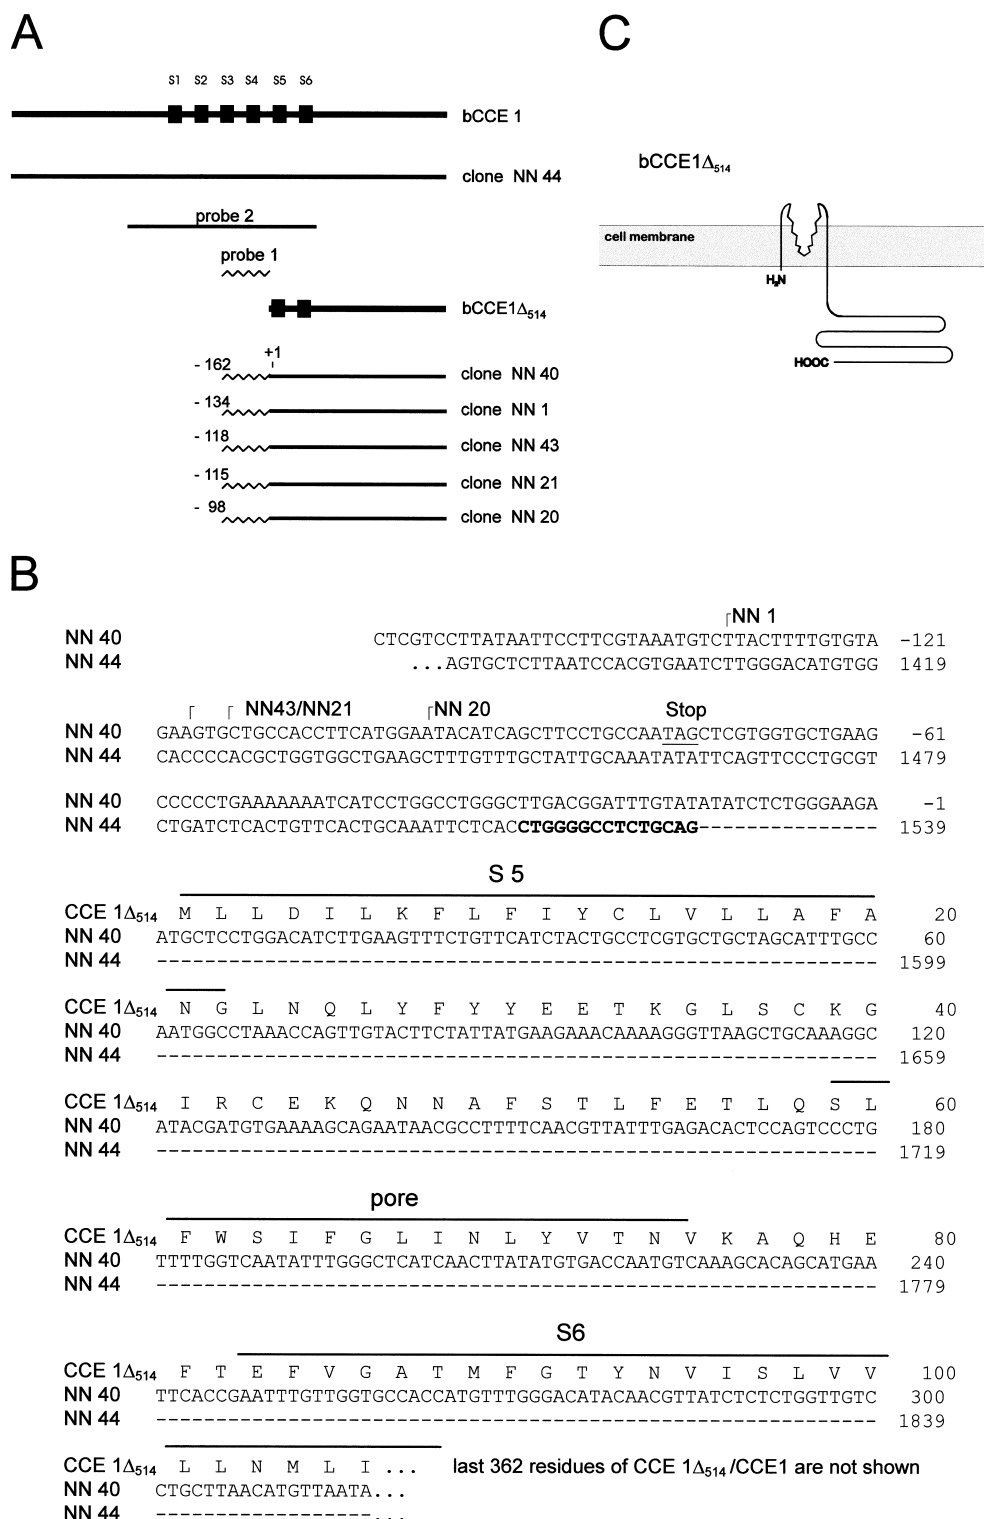 A
S1 S2 S3 S4 S5 S6
bCCE 1
clone NN 44
probe 2
probe 1
bCCE1Δ514
- 162 +1 clone NN 40
- 134 clone NN 1
- 118 clone NN 43
- 115 clone NN 21
- 98 clone NN 20
C
bCCE1Δ514
cell membrane
H2N
HOOC
B
NN 1
NN 40 CTCGTCCTTATAATTCCTTCGTAAATGTCTTACTTTTGTGTA -121
NN 44 ...AGTGCTCTTAATCCACGTGAATCTTGGGACATGTGG 1419
NN43/NN21 NN 20 Stop
NN 40 GAAGTGCTGCCACCTTCATGGAATACATCAGCTTCCTGCCAATAGCTCGTGGTGCTGAAG -61
NN 44 CACCCCACGCTGGTGGCTGAAGCTTTGTTTGCTATTGCAAATATATTCAGTTCCCTGCGT 1479
NN 40 CCCCCTGAAAAAAATCATCCTGGCCTGGGCTTGACGGATTTGTATATATCTCTGGGAAGA -1
NN 44 CTGATCTCACTGTTCACTGCAAATTCTCACCTGGGGCCTCTGCAG--------------- 1539
S 5
CCE 1Δ514 M L L D I L K F L F I Y C L V L L A F A 20
NN 40 ATGCTCCTGGACATCTTGAAGTTTCTGTTCATCTACTGCCTCGTGCTGCTAGCATTTGCC 60
NN 44 ------------------------------------------------------------ 1599
CCE 1Δ514 N G L N Q L Y F Y Y E E T K G L S C K G 40
NN 40 AATGGCCTAAACCAGTTGTACTTCTATTATGAAGAAACAAAAGGGTTAAGCTGCAAAGGC 120
NN 44 ------------------------------------------------------------ 1659
CCE 1Δ514 I R C E K Q N N A F S T L F E T L Q S L 60
NN 40 ATACGATGTGAAAAGCAGAATAACGCCTTTTCAACGTTATTTGAGACACTCCAGTCCCTG 180
NN 44 ------------------------------------------------------------ 1719
pore
CCE 1Δ514 F W S I F G L I N L Y V T N V K A Q H E 80
NN 40 TTTTGGTCAATATTTGGGCTCATCAACTTATATGTGACCAATGTCAAAGCACAGCATGAA 240
NN 44 ------------------------------------------------------------ 1779
S6
CCE 1Δ514 F T E F V G A T M F G T Y N V I S L V V 100
NN 40 TTCACCGAATTTGTTGGTGCCACCATGTTTGGGACATACAACGTTATCTCTCTGGTTGTC 300
NN 44 ------------------------------------------------------------ 1839
CCE 1Δ514 L L N M L I ... last 362 residues of CCE 1Δ514 /CCE1 are not shown
NN 40 CTGCTTAACATGTTAATA...
NN 44 ------------------...